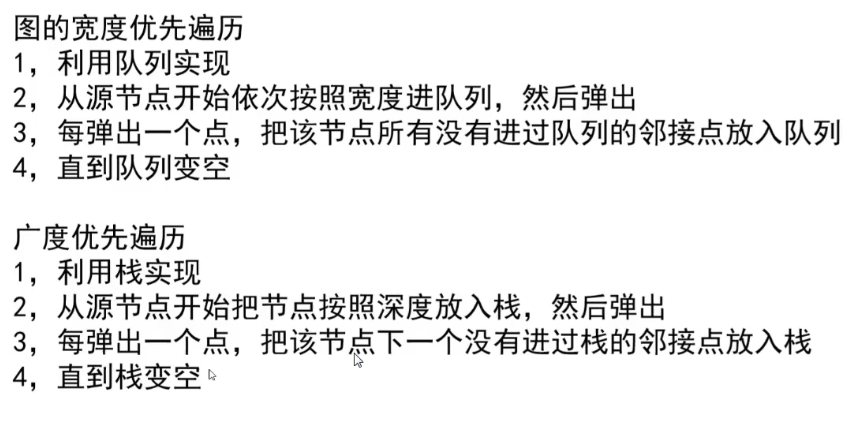 图的宽度优先遍历
1，利用队列实现
2，从源节点开始依次按照宽度进队列，然后弹出
3，每弹出一个点，把该节点所有没有进过队列的邻接点放入队列
4，直到队列变空
广度优先遍历
1，利用栈实现
2，从源节点开始把节点按照深度放入栈，然后弹出
3，每弹出一个点，把该节点下一个没有进过栈的邻接点放入栈
4，直到栈变空